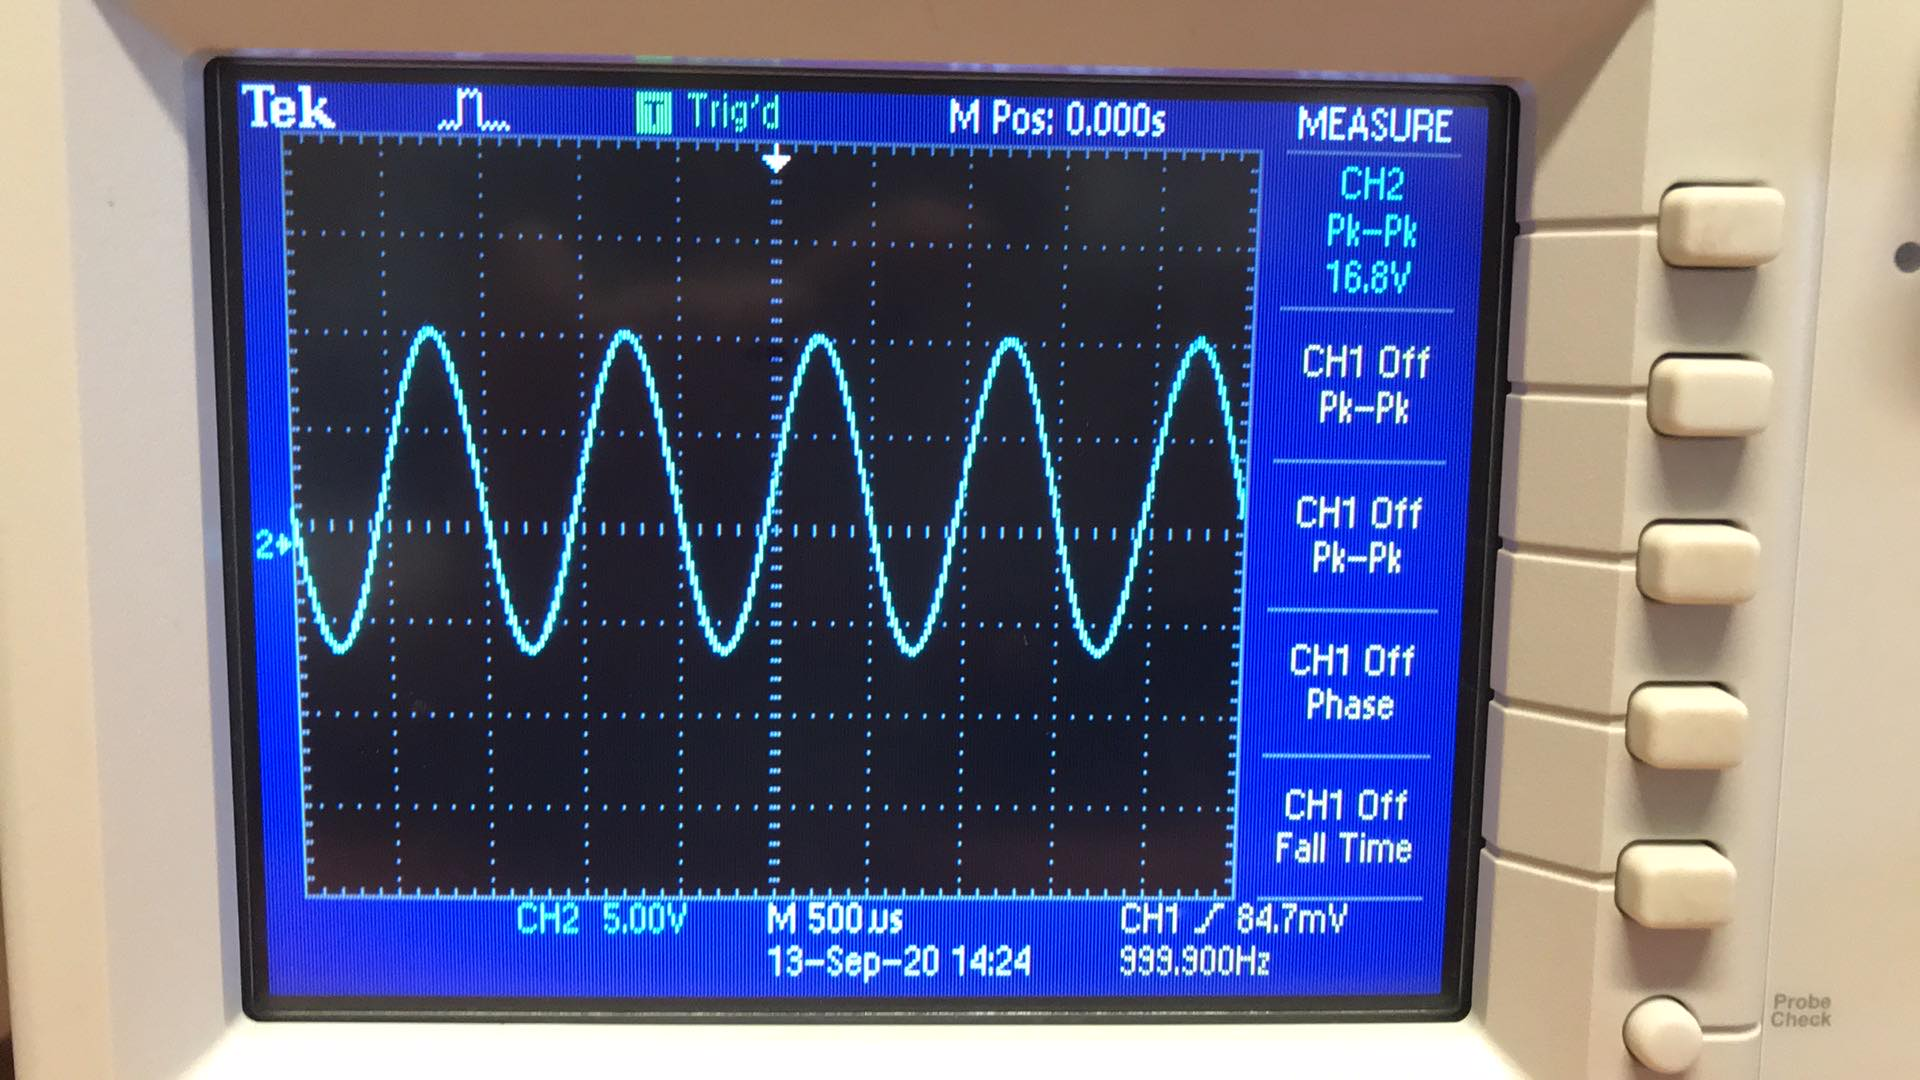 Tek
T Trig'd
M Pos: 0.000s
MEASURE
CH2
Pk-Pk
16.8V
CH1 Off
Pk-Pk
CH1 Off
Pk-Pk
CH1 Off
Phase
CH1 Off
Fall Time
2
CH2 5.00V
M 500µs
CH1 84.7mV
13-Sep-20 14:24
999.900Hz
Probe
Check